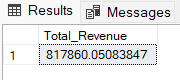 Results Messages
Total_Revenue
1 817860.05083847